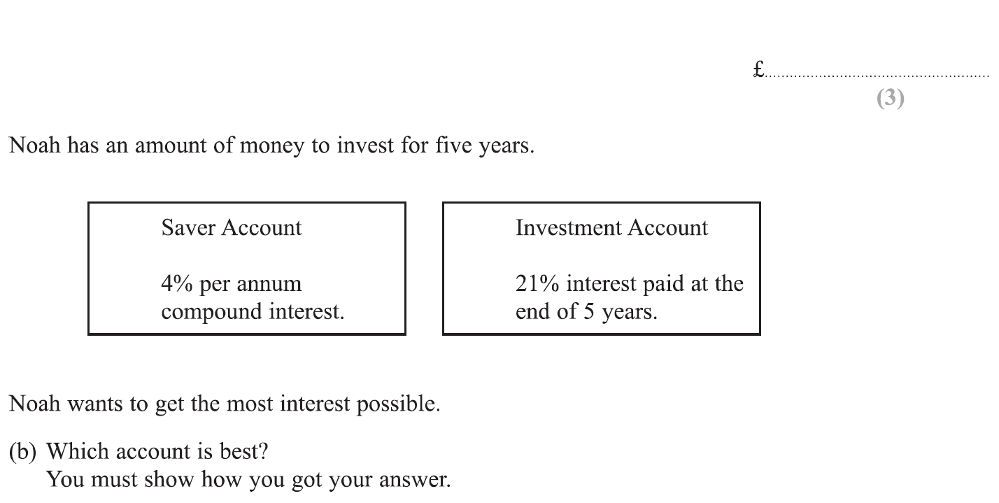 £
(3)
Noah has an amount of money to invest for five years.
Saver Account
4% per annum
compound interest.
Investment Account
21% interest paid at the
end of 5 years.
Noah wants to get the most interest possible.
(b) Which account is best?
You must show how you got your answer.